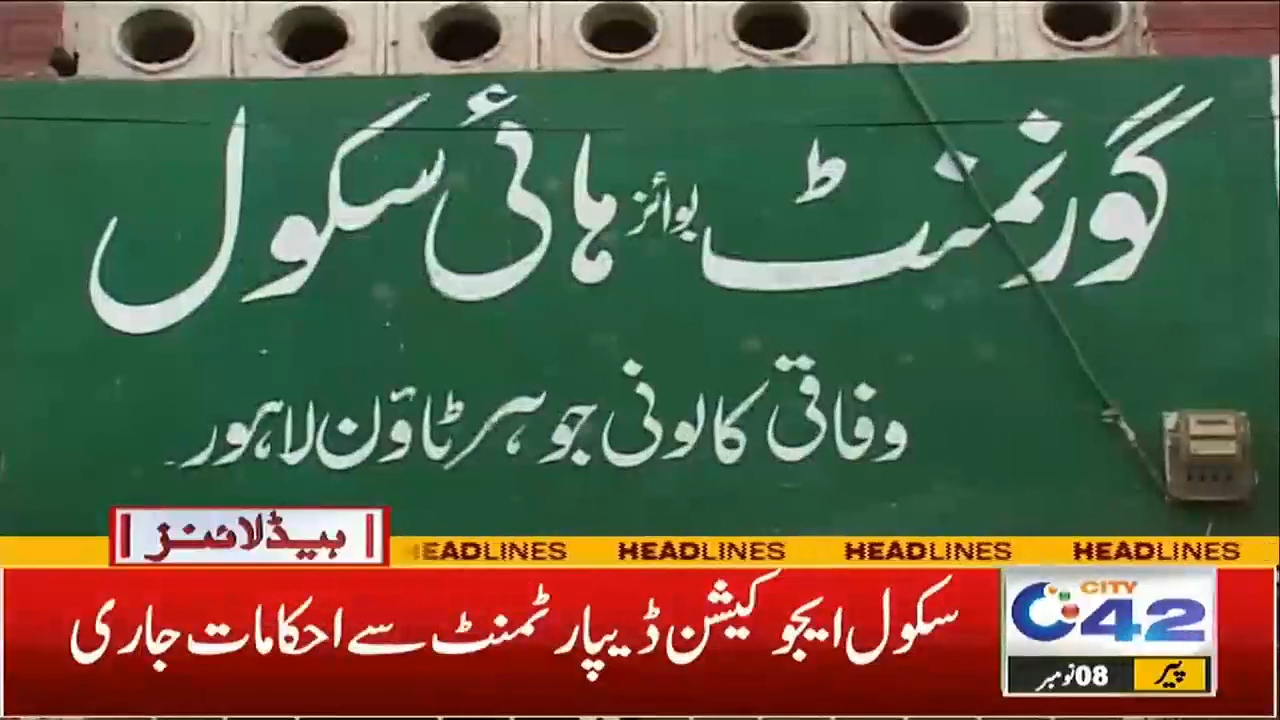 گورنمنٹ بوائز ہائی سکول
وفاقی کالونی جوہر ٹاؤن لاہور
ہیڈلائنز
HEADLINES HEADLINES HEADLINES HEADLINES
سکول ایجوکیشن ڈیپارٹمنٹ سے احکامات جاری
CITY
42
پیر 08 نومبر